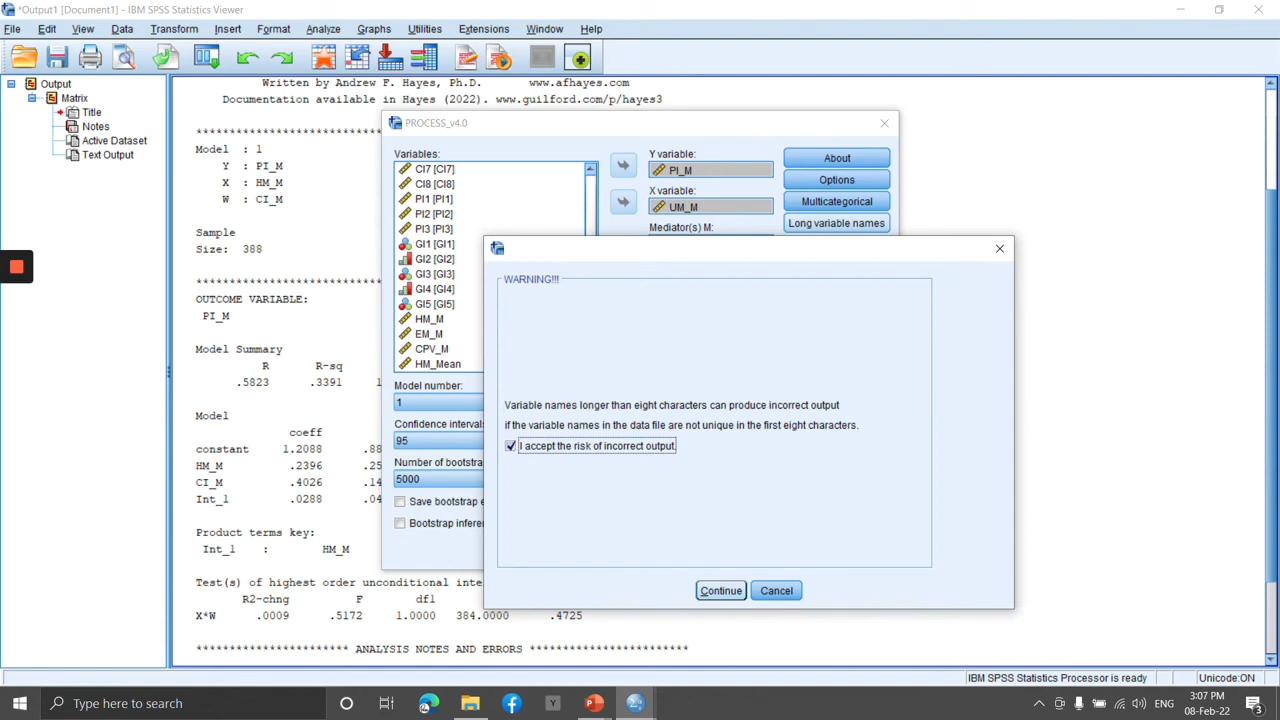 *Output1 [Document1] - IBM SPSS Statistics Viewer
File Edit View Data Transform Insert Format Analyze Graphs Utilities Extensions Window Help
Output
Matrix
Title
Notes
Active Dataset
Text Output
Written by Andrew F. Hayes, Ph.D. www.afhayes.com
Documentation available in Hayes (2022). www.guilford.com/p/hayes3
Model : 1
Y : PI_M
X : HM_M
W : CI_M
Sample
Size: 388
OUTCOME VARIABLE:
PI_M
Model Summary
R R-sq
.5823 .3391
Model
coeff
constant 1.2088
HM_M .2396
CI_M .4026
Int_1 .0288
Product terms key:
Int_1 : HM_M
Test(s) of highest order unconditional
R2-chng F df1
X*W .0009 .5172 1.0000 384.0000 .4725
*********************** ANALYSIS NOTES AND ERRORS ************************
PROCESS_v4.0
Variables:
CI7 [CI7]
CI8 [CI8]
PI1 [PI1]
PI2 [PI2]
PI3 [PI3]
GI1 [GI1]
GI2 [GI2]
GI3 [GI3]
GI4 [GI4]
GI5 [GI5]
HM_M
EM_M
CPV_M
HM_Mean
Model number:
1
Confidence intervals
95
Number of bootstra
5000
Save bootstrap e
Bootstrap inferen
Y variable:
PI_M
X variable:
UM_M
Mediator(s) M:
About
Options
Multicategorical
Long variable names
WARNING!!!
Variable names longer than eight characters can produce incorrect output
if the variable names in the data file are not unique in the first eight characters.
I accept the risk of incorrect output.
Continue Cancel
IBM SPSS Statistics Processor is ready Unicode:ON
Type here to search
ENG
3:07 PM
08-Feb-22
3